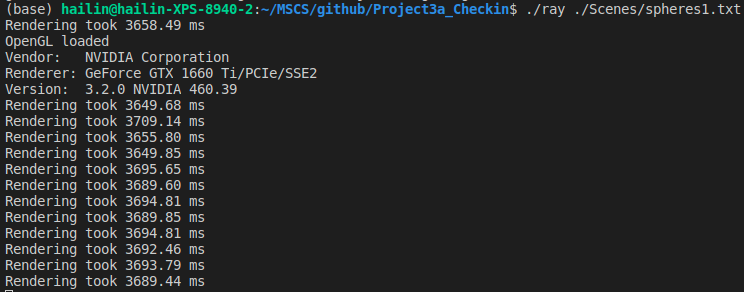 (base) hailin@hailin-XPS-8940-2:~/MSCS/github/Project3a_Checkin$ ./ray ./Scenes/spheres1.txt
Rendering took 3658.49 ms
OpenGL loaded
Vendor:   NVIDIA Corporation
Renderer: GeForce GTX 1660 Ti/PCIe/SSE2
Version:  3.2.0 NVIDIA 460.39
Rendering took 3649.68 ms
Rendering took 3709.14 ms
Rendering took 3655.80 ms
Rendering took 3649.85 ms
Rendering took 3695.65 ms
Rendering took 3689.60 ms
Rendering took 3694.81 ms
Rendering took 3689.85 ms
Rendering took 3694.81 ms
Rendering took 3692.46 ms
Rendering took 3693.79 ms
Rendering took 3689.44 ms